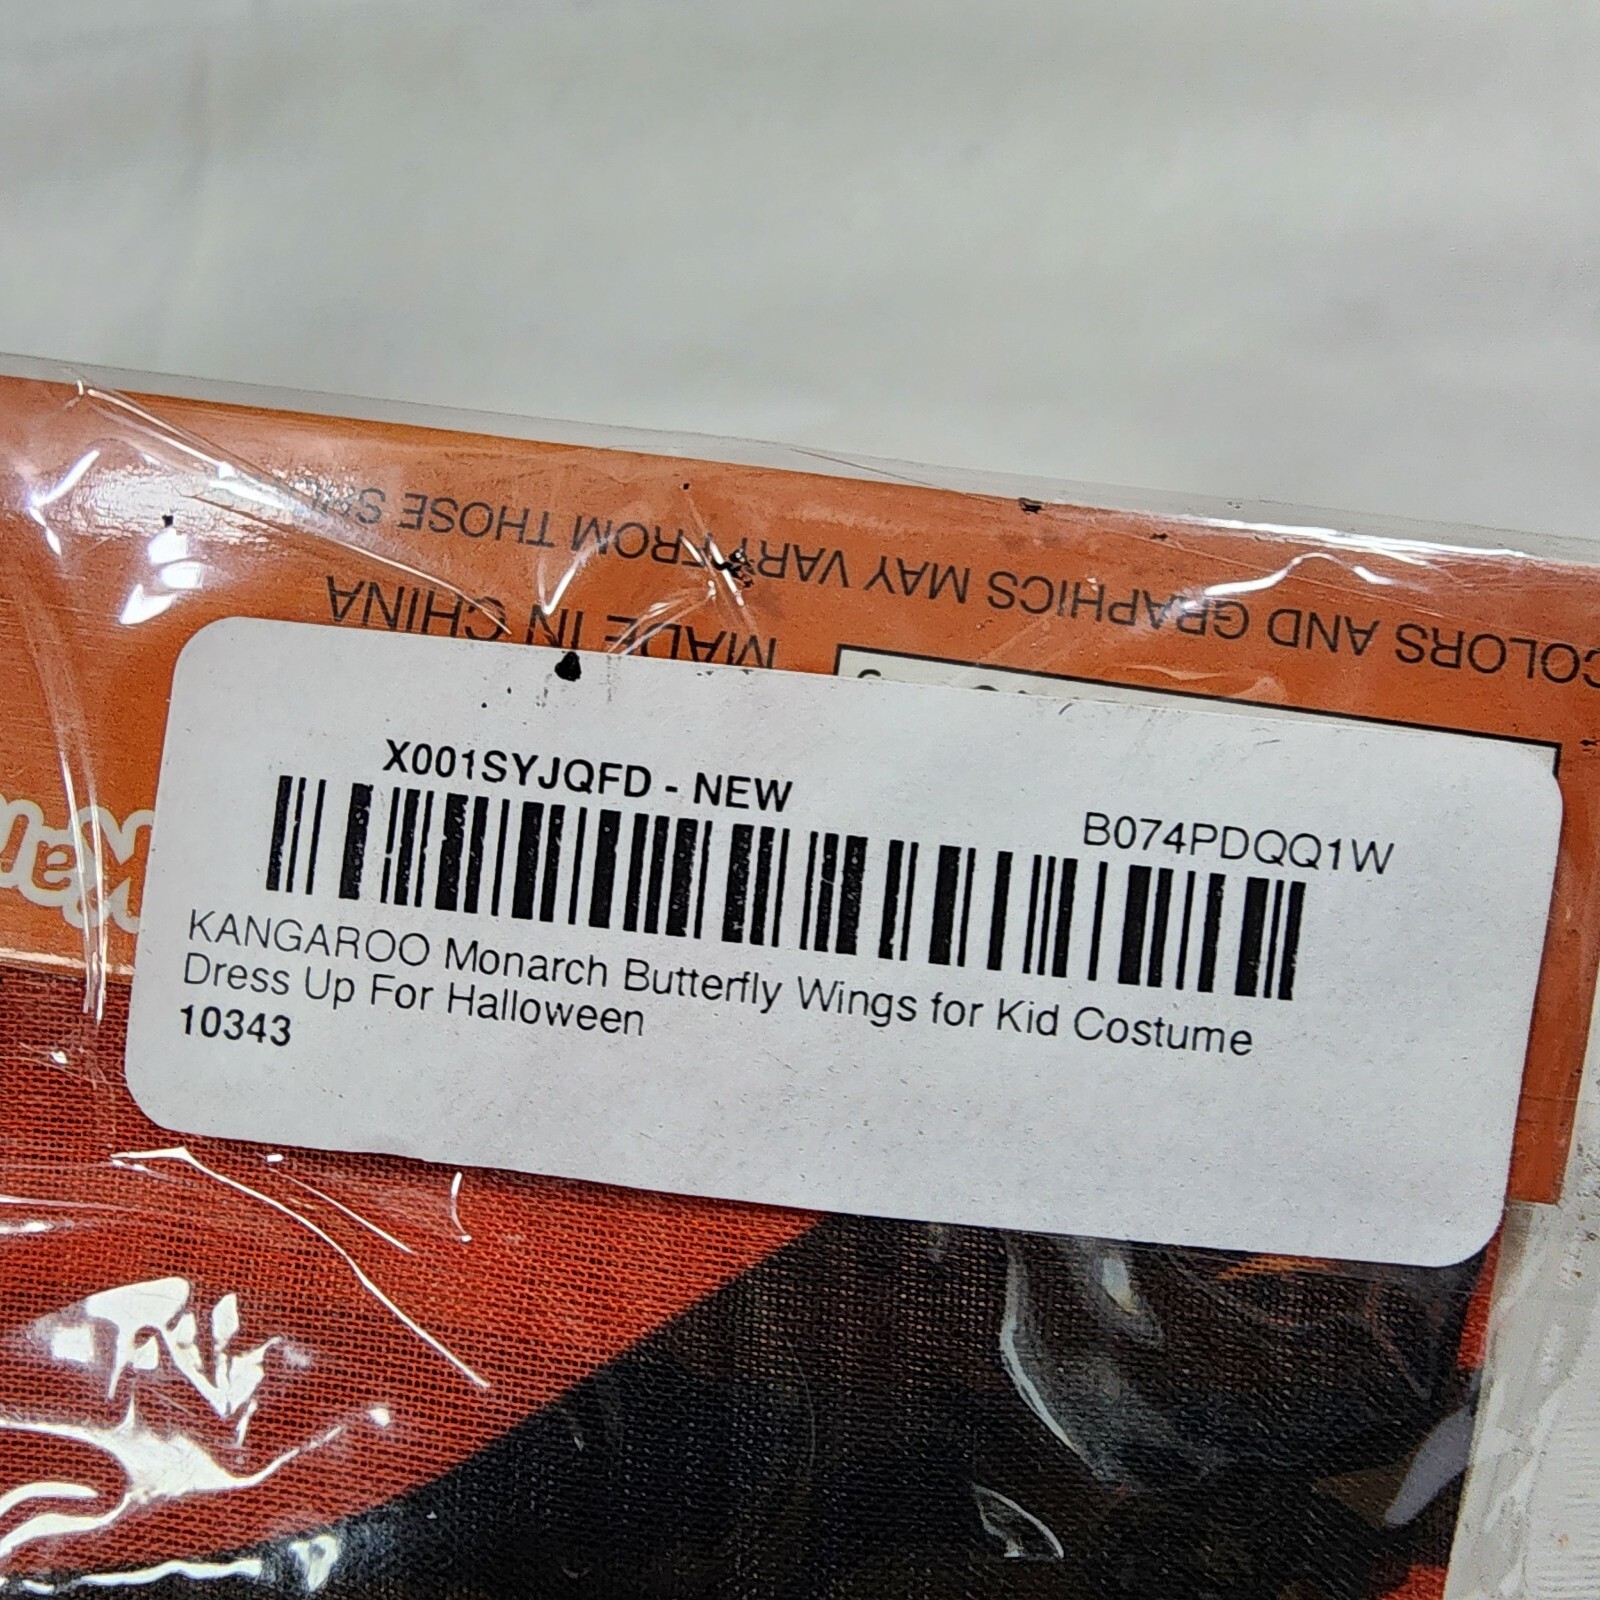 COLORS AND GRAPHICS MAY VARY FROM THOSE
MADE IN CHINA
X001SYJQFD - NEW
B074PDQQ1W
KANGAROO Monarch Butterfly Wings for Kid Costume
Dress Up For Halloween
10343